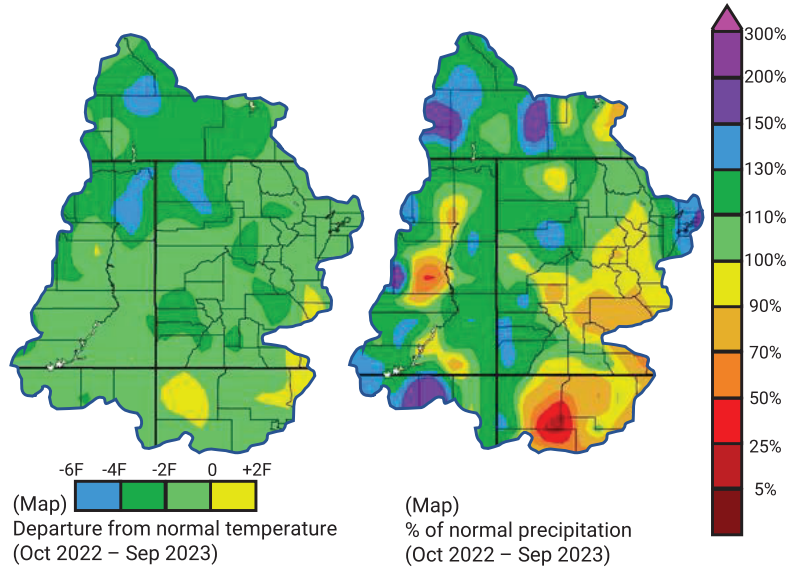 300%
200%
150%
130%
110%
100%
90%
70%
50%
25%
5%
-6F -4F -2F 0 +2F
(Map)
Departure from normal temperature
(Oct 2022 – Sep 2023)
(Map)
% of normal precipitation
(Oct 2022 – Sep 2023)